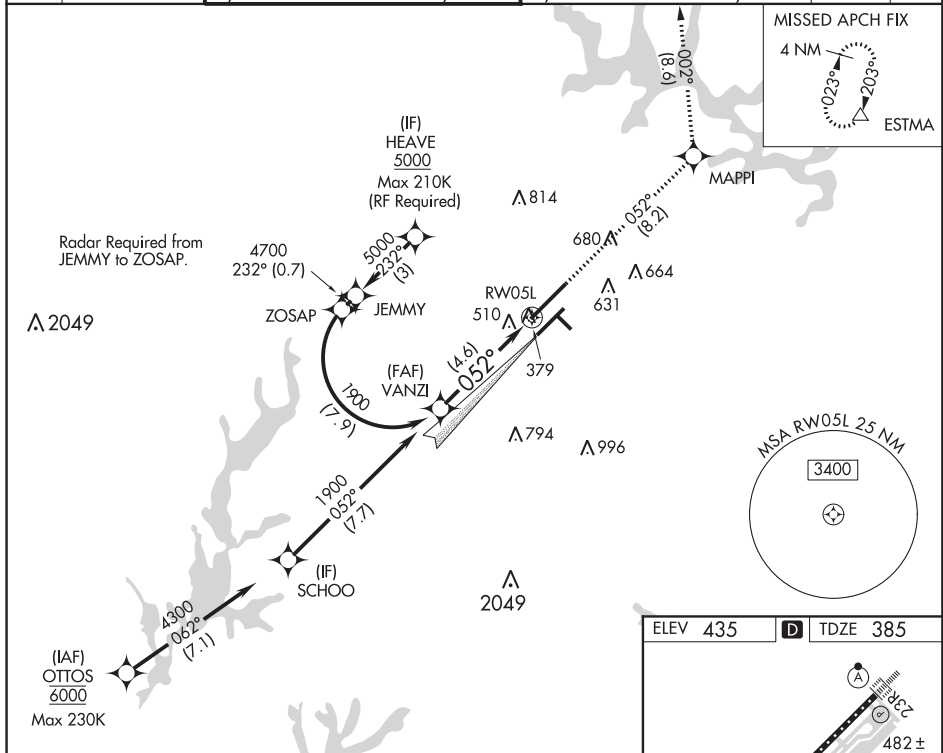 MISSED APCH FIX
4 NM
023°
203°
ESTMA
002°
(8.6)
MAPPI
052°
(8.2)
(IF)
HEAVE
5000
Max 210K
(RF Required)
814
680
664
631
Radar Required from
JEMMY to ZOSAP.
4700
232° (0.7)
5000
232°
(3)
ZOSAP
JEMMY
RW05L
510
379
2049
(FAF)
VANZI
(4.6)
052°
1900
(7.9)
794
996
MSA RW05L 25 NM
3400
1900
052°
(7.7)
(IF)
SCHOO
2049
4300
062°
(7.1)
(IAF)
OTTOS
6000
Max 230K
ELEV 435
D
TDZE 385
A
P
23R
482 ±